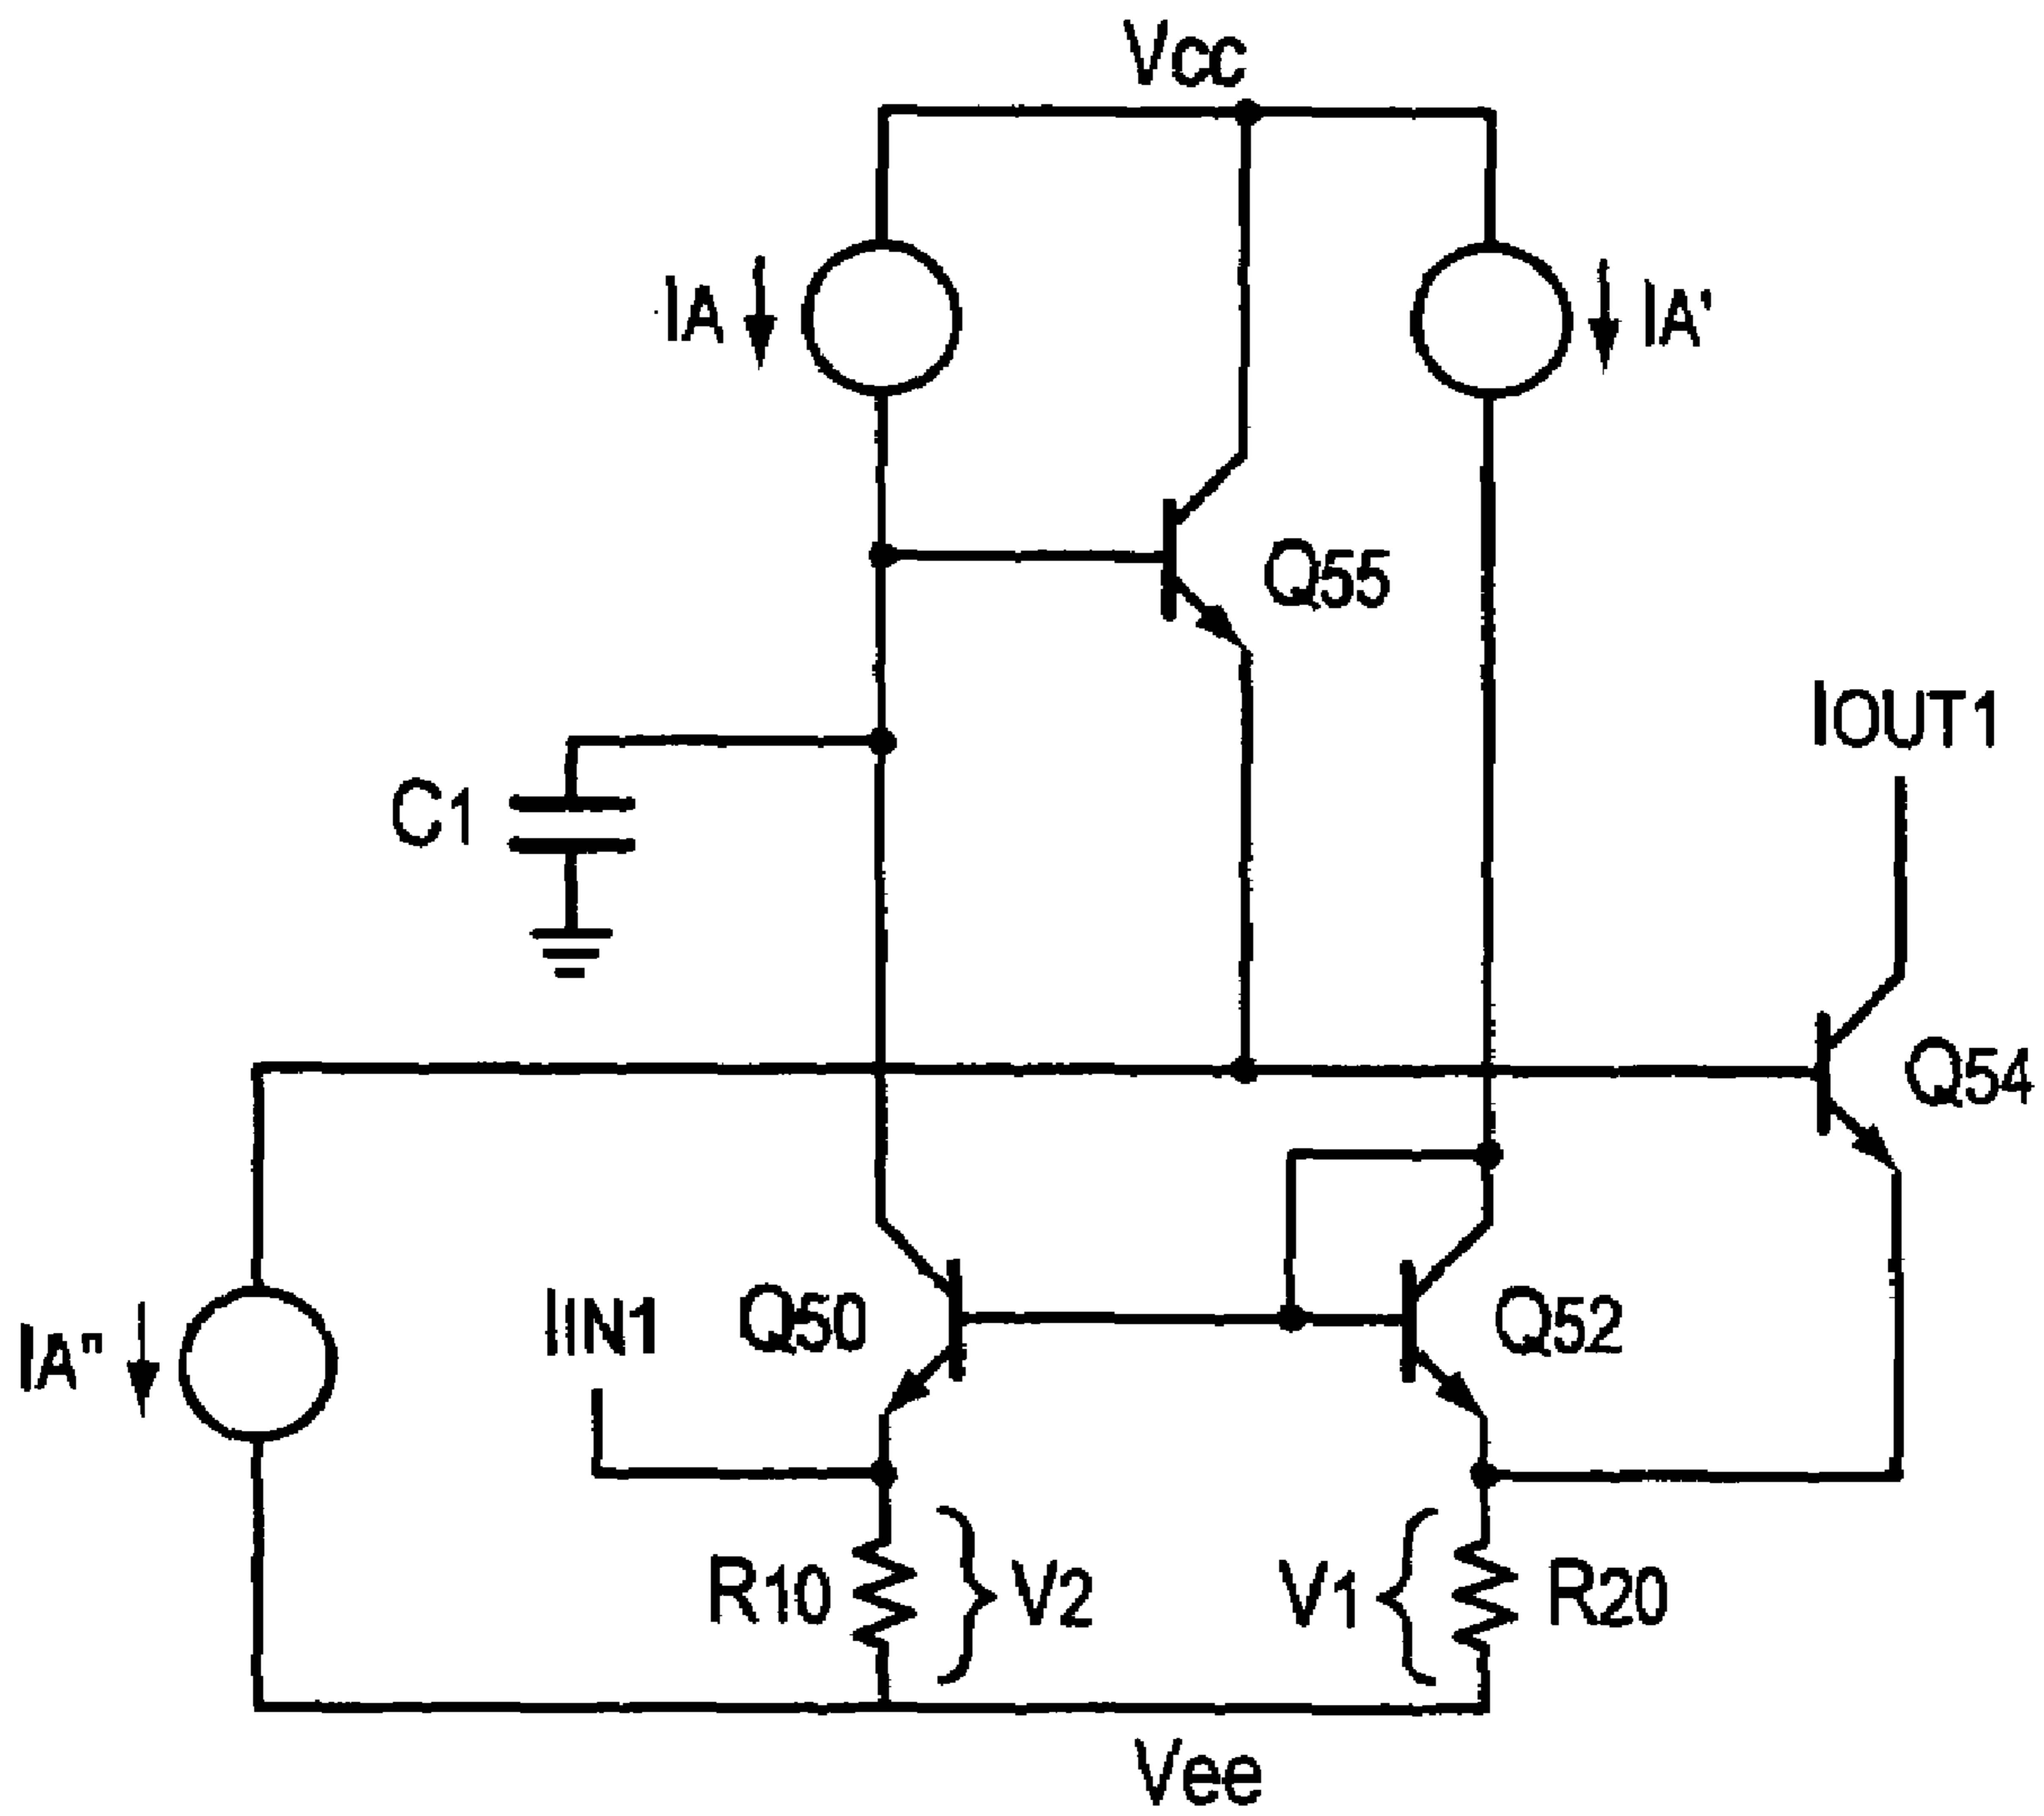 Vcc
IA
IA'
Q55
IOUT1
C1
Q54
IIN1
Q50
Q52
IA"
R10
V2
V1
R20
Vee